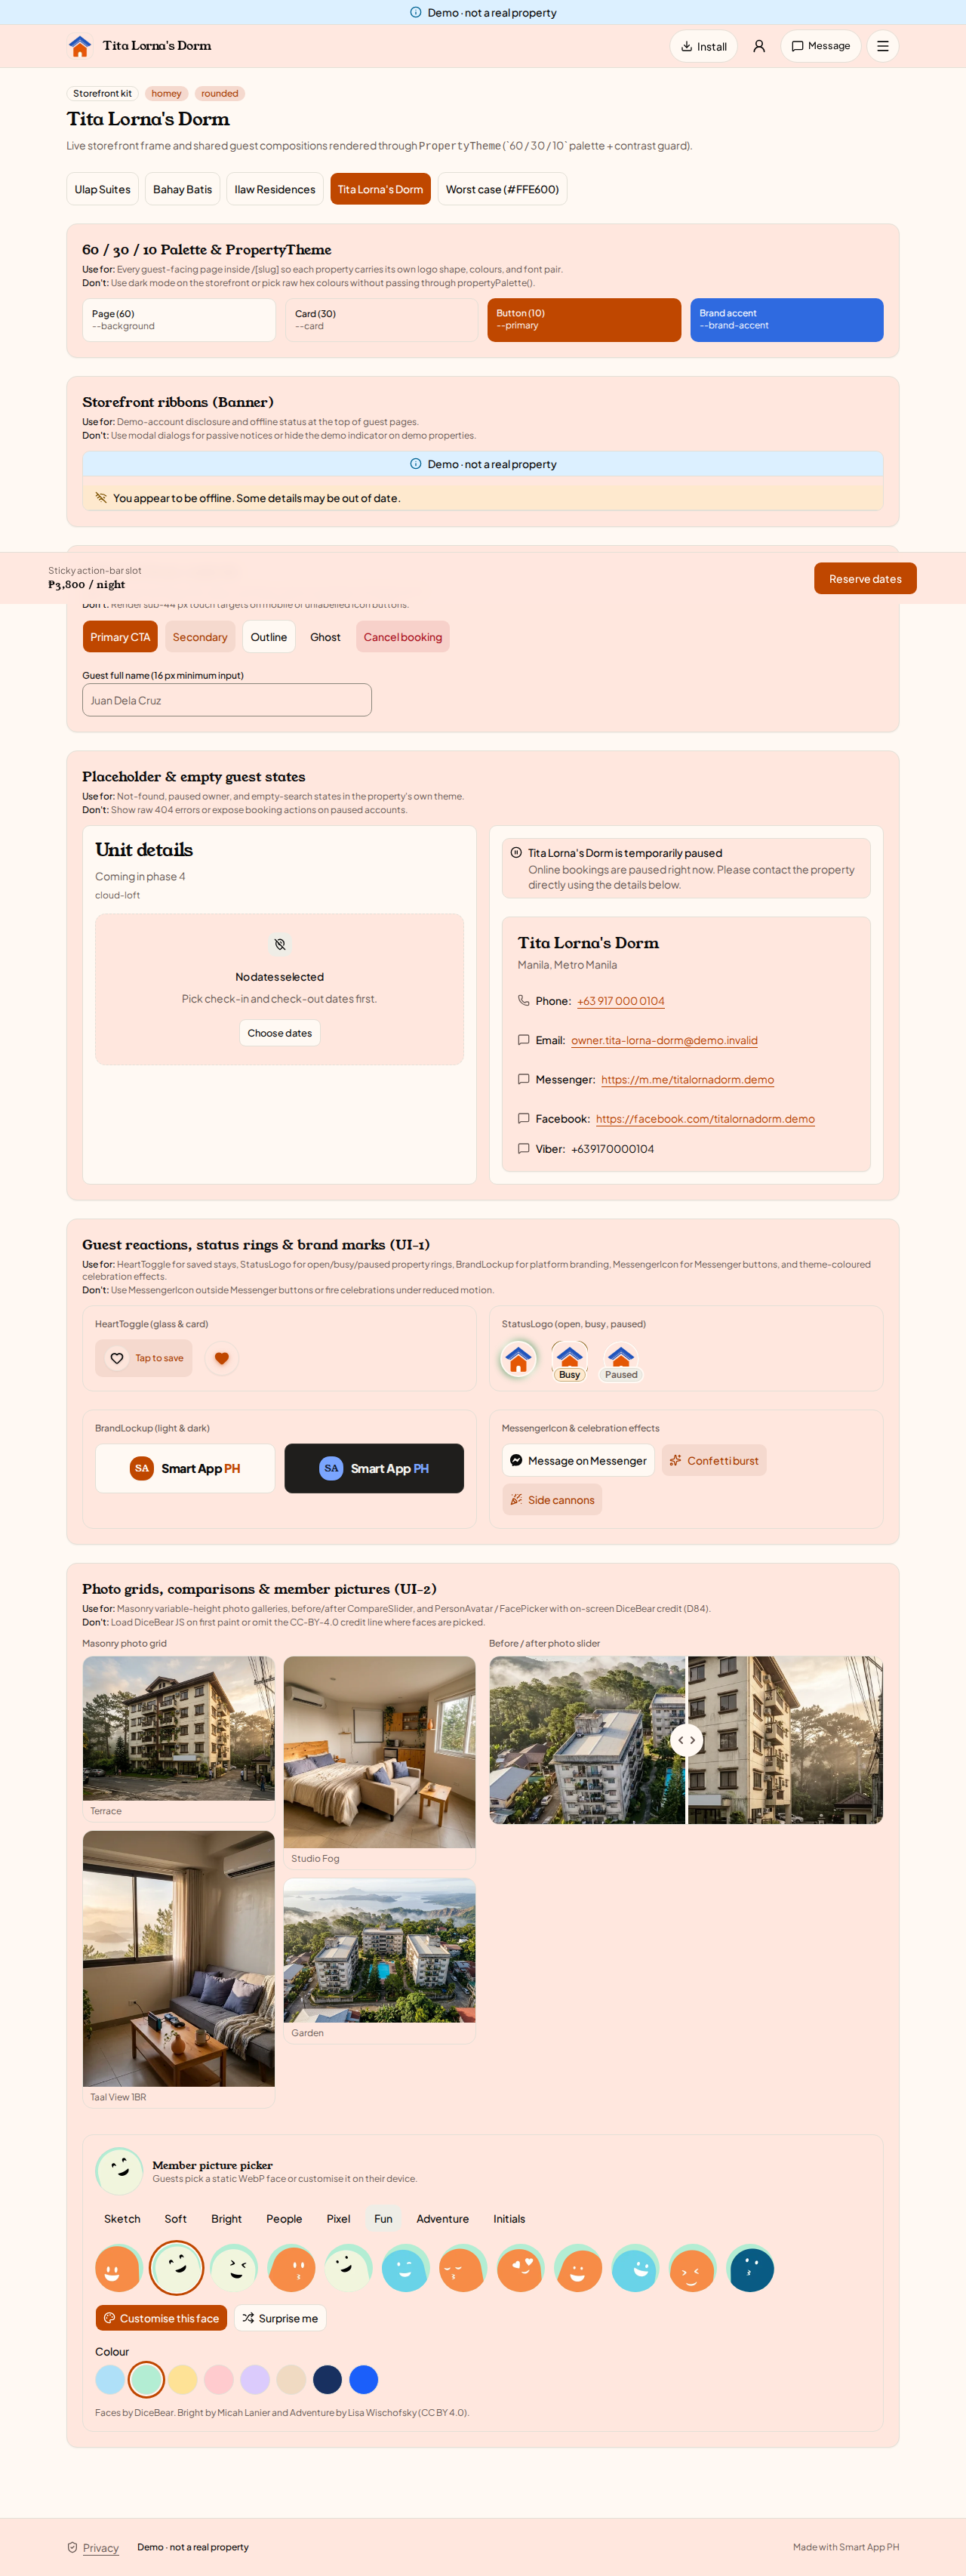 Demo · not a real property
Tita Lorna's Dorm
Install
Message
Storefront kit
homey
rounded
Tita Lorna's Dorm
Live storefront frame and shared guest compositions rendered through PropertyTheme (`60 / 30 / 10` palette + contrast guard).
Ulap Suites
Bahay Batis
Ilaw Residences
Tita Lorna's Dorm
Worst case (#FFE600)
60 / 30 / 10 Palette & PropertyTheme
Use for: Every guest-facing page inside /[slug] so each property carries its own logo shape, colours, and font pair.
Don't: Use dark mode on the storefront or pick raw hex colours without passing through propertyPalette().
Page (60)
--background
Card (30)
--card
Button (10)
--primary
Brand accent
--brand-accent
Storefront ribbons (Banner)
Use for: Demo-account disclosure and offline status at the top of guest pages.
Don't: Use modal dialogs for passive notices or hide the demo indicator on demo properties.
Demo · not a real property
You appear to be offline. Some details may be out of date.
Sticky action-bar slot
₱3,800 / night
Reserve dates
Don't: Render sub-44 px touch targets on mobile or unlabelled icon buttons.
Primary CTA
Secondary
Outline
Ghost
Cancel booking
Guest full name (16 px minimum input)
Juan Dela Cruz
Placeholder & empty guest states
Use for: Not-found, paused owner, and empty-search states in the property's own theme.
Don't: Show raw 404 errors or expose booking actions on paused accounts.
Unit details
Coming in phase 4
cloud-loft
No dates selected
Pick check-in and check-out dates first.
Choose dates
Tita Lorna's Dorm is temporarily paused
Online bookings are paused right now. Please contact the property
directly using the details below.
Tita Lorna's Dorm
Manila, Metro Manila
Phone: +63 917 000 0104
Email: owner.tita-lorna-dorm@demo.invalid
Messenger: https://m.me/titalornadorm.demo
Facebook: https://facebook.com/titalornadorm.demo
Viber: +639170000104
Guest reactions, status rings & brand marks (UI-1)
Use for: HeartToggle for saved stays, StatusLogo for open/busy/paused property rings, BrandLockup for platform branding, MessengerIcon for Messenger buttons, and theme-coloured
celebration effects.
Don't: Use MessengerIcon outside Messenger buttons or fire celebrations under reduced motion.
HeartToggle (glass & card)
Tap to save
StatusLogo (open, busy, paused)
Busy
Paused
BrandLockup (light & dark)
SA Smart App PH
SA Smart App PH
MessengerIcon & celebration effects
Message on Messenger
Confetti burst
Side cannons
Photo grids, comparisons & member pictures (UI-2)
Use for: Masonry variable-height photo galleries, before/after CompareSlider, and PersonAvatar / FacePicker with on-screen DiceBear credit (D84).
Don't: Load DiceBear JS on first paint or omit the CC-BY-4.0 credit line where faces are picked.
Masonry photo grid
Before / after photo slider
Terrace
Studio Fog
Garden
Taal View 1BR
Member picture picker
Guests pick a static WebP face or customise it on their device.
Sketch
Soft
Bright
People
Pixel
Fun
Adventure
Initials
Customise this face
Surprise me
Colour
Faces by DiceBear. Bright by Micah Lanier and Adventure by Lisa Wischofsky (CC BY 4.0).
Privacy
Demo · not a real property
Made with Smart App PH